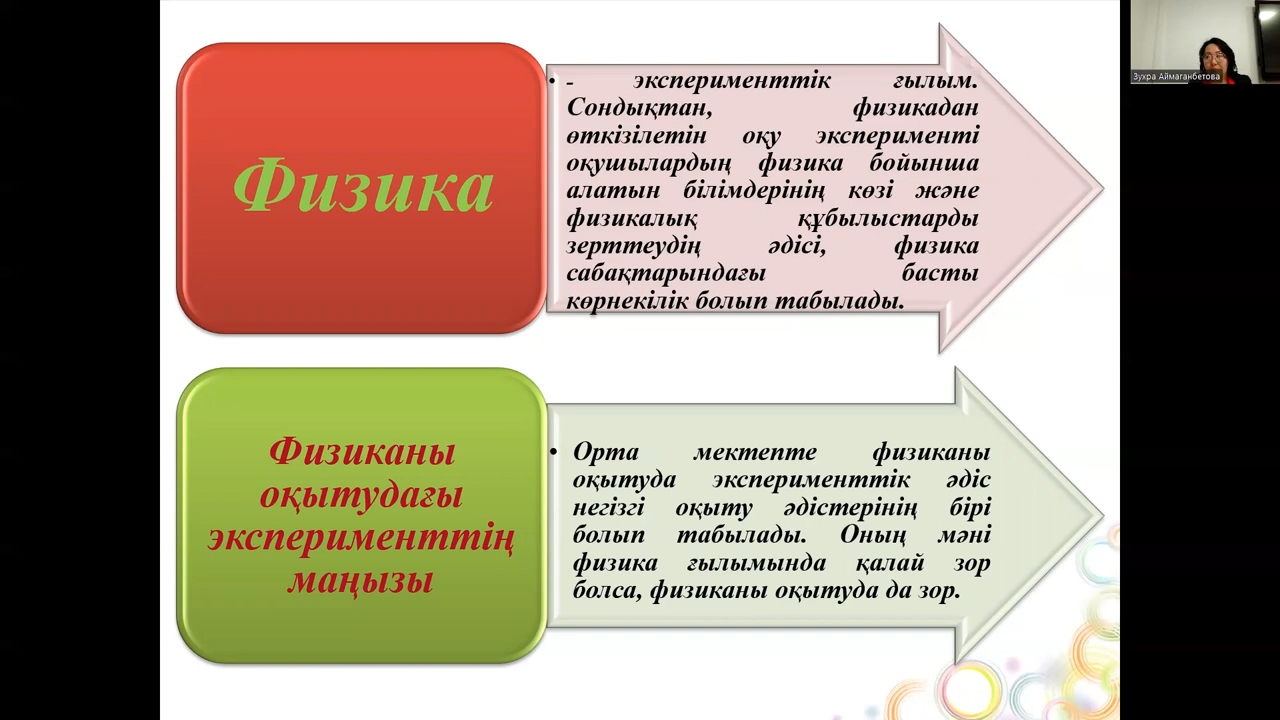 Физика
• - эксперименттік ғылым.
Сондықтан, физикадан
өткізілетін оқу эксперименті
оқушылардың физика бойынша
алатын білімдерінің көзі және
физикалық құбылыстарды
зерттеудің әдісі, физика
сабақтарындағы басты
көрнекілік болып табылады.
Физиканы
оқытудағы
эксперименттің
маңызы
• Орта мектепте физиканы
оқытуда эксперименттік әдіс
негізгі оқыту әдістерінің бірі
болып табылады. Оның мәні
физика ғылымында қалай зор
болса, физиканы оқытуда да зор.
Зухра Аймаганбетова